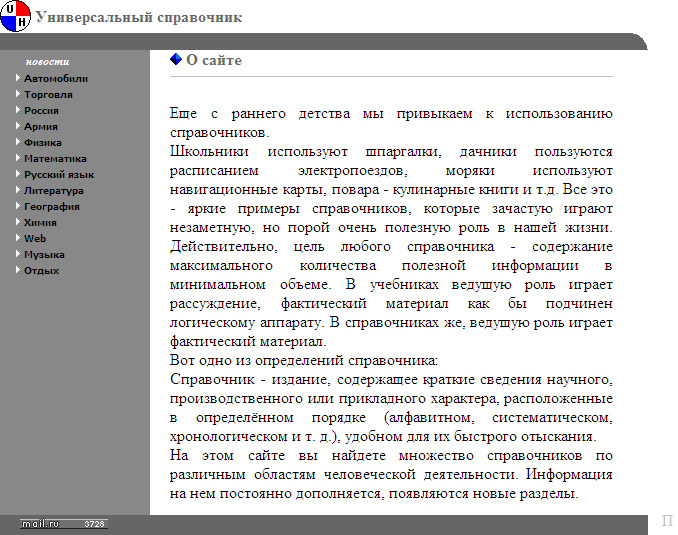 U
H
Универсальный справочник
новости
Автомобили
Торговля
Россия
Армия
Физика
Математика
Русский язык
Литература
География
Химия
Web
Музыка
Отдых
О сайте
Еще с раннего детства мы привыкаем к использованию
справочников.
Школьники используют шпаргалки, дачники пользуются
расписанием электропоездов, моряки используют
навигационные карты, повара - кулинарные книги и т.д. Все это
- яркие примеры справочников, которые зачастую играют
незаметную, но порой очень полезную роль в нашей жизни.
Действительно, цель любого справочника - содержание
максимального количества полезной информации в
минимальном объеме. В учебниках ведущую роль играет
рассуждение, фактический материал как бы подчинен
логическому аппарату. В справочниках же, ведущую роль играет
фактический материал.
Вот одно из определений справочника:
Справочник - издание, содержащее краткие сведения научного,
производственного или прикладного характера, расположенные
в определённом порядке (алфавитном, систематическом,
хронологическом и т. д.), удобном для их быстрого отыскания.
На этом сайте вы найдете множество справочников по
различным областям человеческой деятельности. Информация
на нем постоянно дополняется, появляются новые разделы.
mail.ru 3728
П